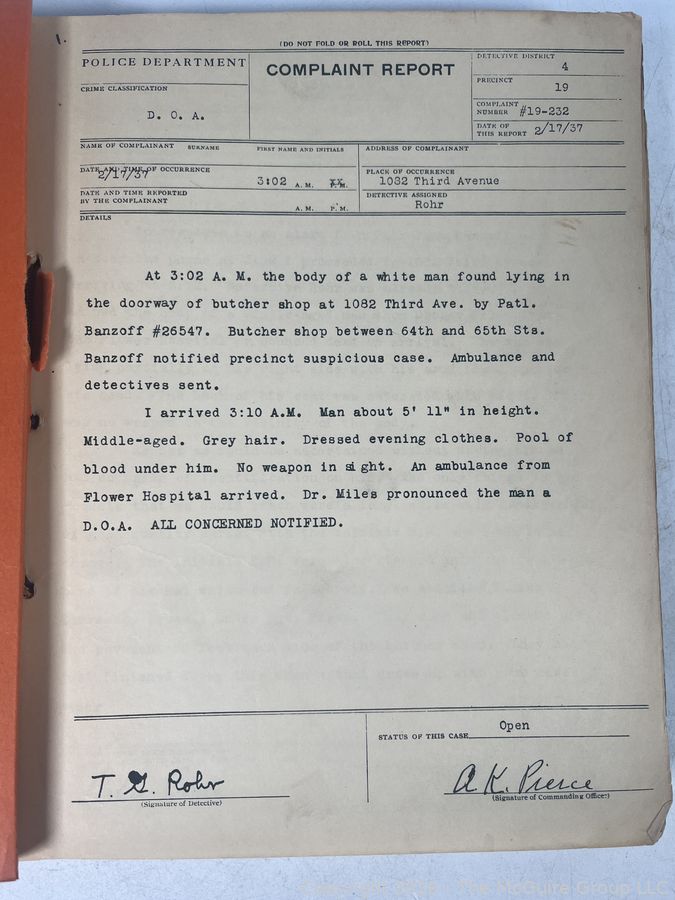 1.
(DO NOT FOLD OR ROLL THIS REPORT)
POLICE DEPARTMENT
CRIME CLASSIFICATION
D. O. A.
COMPLAINT REPORT
DETECTIVE DISTRICT
4
PRECINCT
19
COMPLAINT
NUMBER #19-232
DATE OF
THIS REPORT 2/17/37
NAME OF COMPLAINANT SURNAME FIRST NAME AND INITIALS
ADDRESS OF COMPLAINANT
DATE AND TIME OF OCCURRENCE
2/17/37 3:02 A. M. P. M.
PLACE OF OCCURRENCE
1082 Third Avenue
DATE AND TIME REPORTED
BY THE COMPLAINANT A. M. P. M.
DETECTIVE ASSIGNED
Rohr
DETAILS
At 3:02 A. M. the body of a white man found lying in
the doorway of butcher shop at 1082 Third Ave. by Patl.
Banzoff #26547. Butcher shop between 64th and 65th Sts.
Banzoff notified precinct suspicious case. Ambulance and
detectives sent.
I arrived 3:10 A.M. Man about 5' 11" in height.
Middle-aged. Grey hair. Dressed evening clothes. Pool of
blood under him. No weapon in sight. An ambulance from
Flower Hospital arrived. Dr. Miles pronounced the man a
D.O.A. ALL CONCERNED NOTIFIED.
STATUS OF THIS CASE Open
T. G. Rohr
(Signature of Detective)
A. K. Pierce
(Signature of Commanding Officer)
The McGuire Group LLC